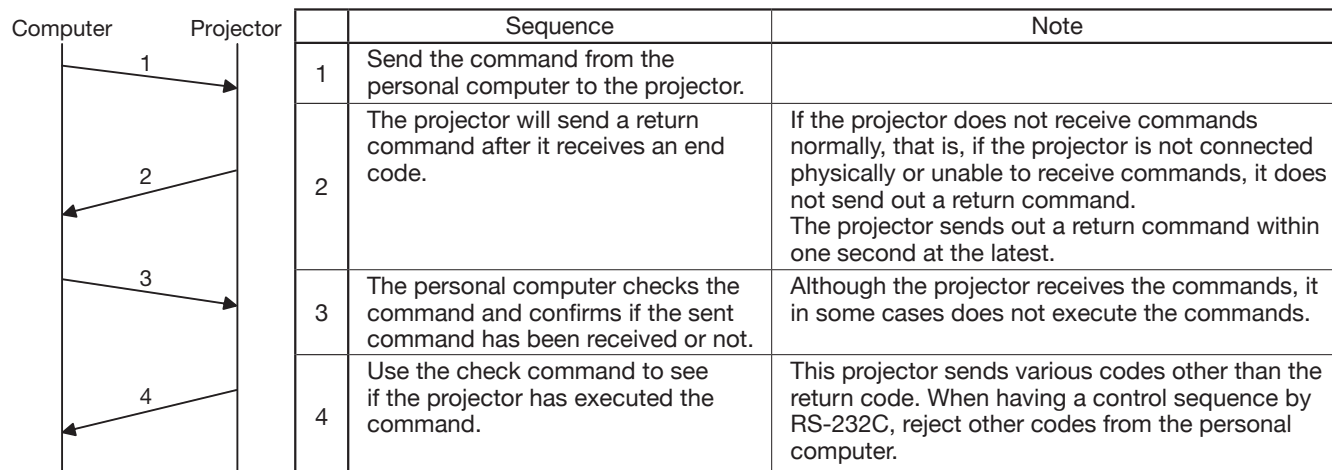 Computer
Projector
1
2
3
4
Sequence
Note
1
Send the command from the
personal computer to the projector.
2
The projector will send a return
command after it receives an end
code.
If the projector does not receive commands
normally, that is, if the projector is not connected
physically or unable to receive commands, it does
not send out a return command.
The projector sends out a return command within
one second at the latest.
3
The personal computer checks the
command and confirms if the sent
command has been received or not.
Although the projector receives the commands, it
in some cases does not execute the commands.
4
Use the check command to see
if the projector has executed the
command.
This projector sends various codes other than the
return code. When having a control sequence by
RS-232C, reject other codes from the personal
computer.